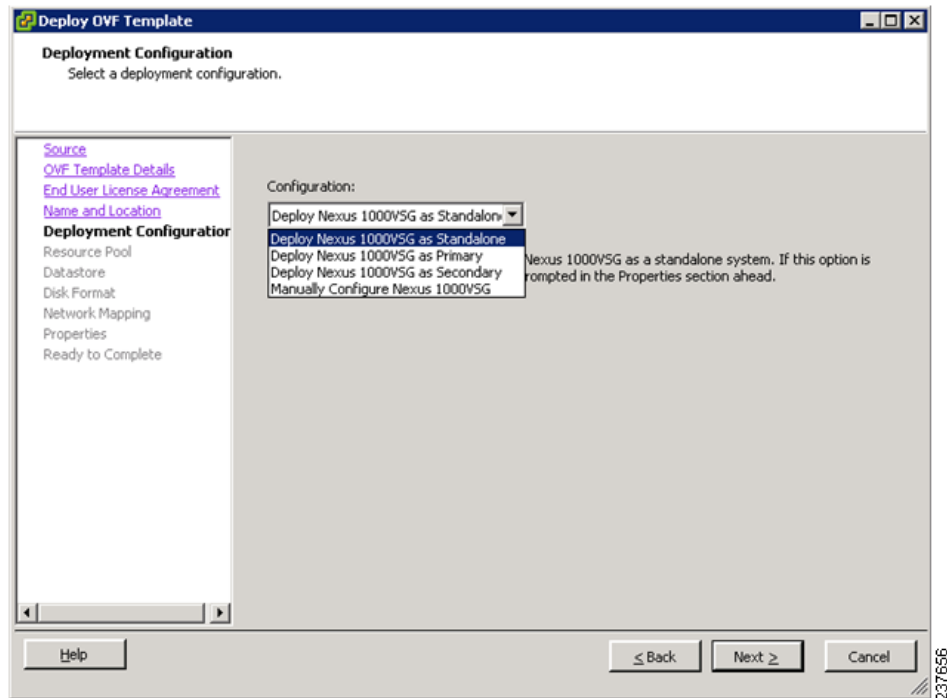 Deploy OVF Template
Deployment Configuration
Select a deployment configuration.
Source
OVF Template Details
End User License Agreement
Name and Location
Deployment Configuration
Resource Pool
Datastore
Disk Format
Network Mapping
Properties
Ready to Complete
Configuration:
Deploy Nexus 1000VSG as Standalon
Deploy Nexus 1000VSG as Standalone
Deploy Nexus 1000VSG as Primary
Deploy Nexus 1000VSG as Secondary
Manually Configure Nexus 1000VSG
Nexus 1000VSG as a standalone system. If this option is
rompted in the Properties section ahead.
Help
≤ Back
Next ≥
Cancel
237656